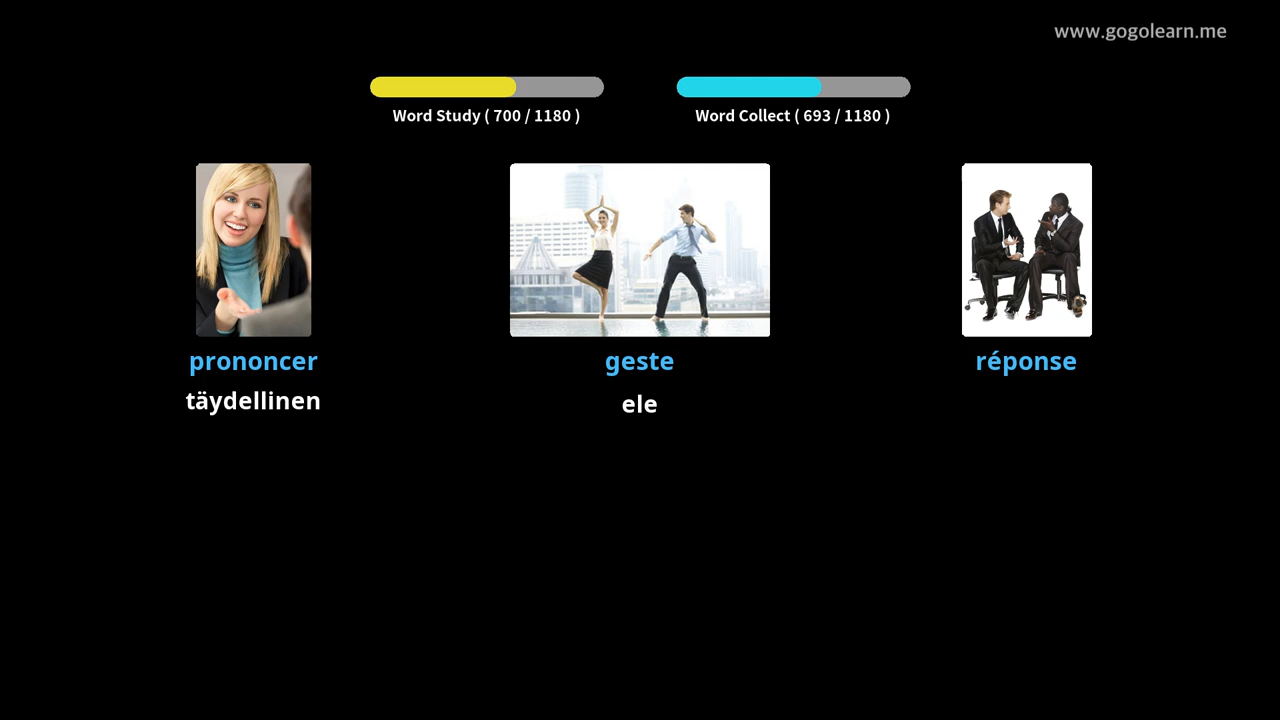 www.gogolearn.me
Word Study ( 700 / 1180 )
Word Collect ( 693 / 1180 )
prononcer
geste
réponse
täydellinen
ele